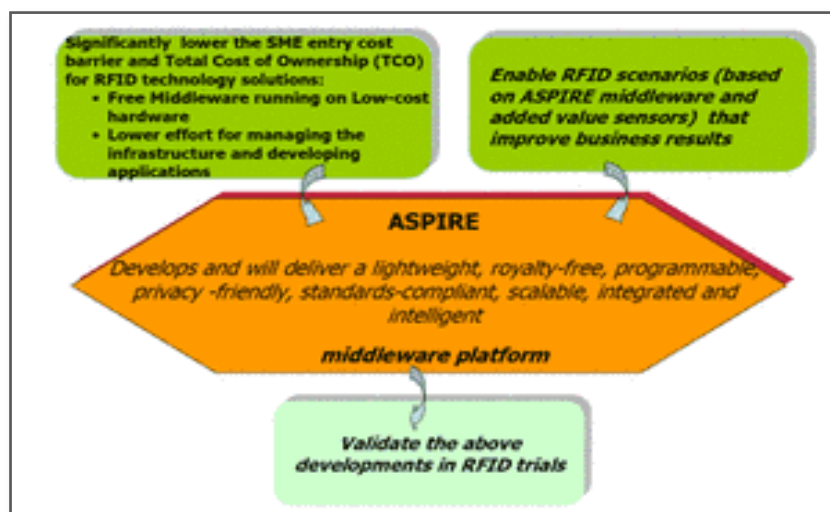 Significantly lower the SME entry cost
barrier and Total Cost of Ownership (TCO)
for RFID technology solutions:
• Free Middleware running on Low-cost
hardware
• Lower effort for managing the
infrastructure and developing
applications
Enable RFID scenarios (based
on ASPIRE middleware and
added value sensors) that
improve business results
ASPIRE
Develops and will deliver a lightweight, royalty-free, programmable,
privacy -friendly, standards-compliant, scalable, integrated and
intelligent
middleware platform
Validate the above
developments in RFID trials